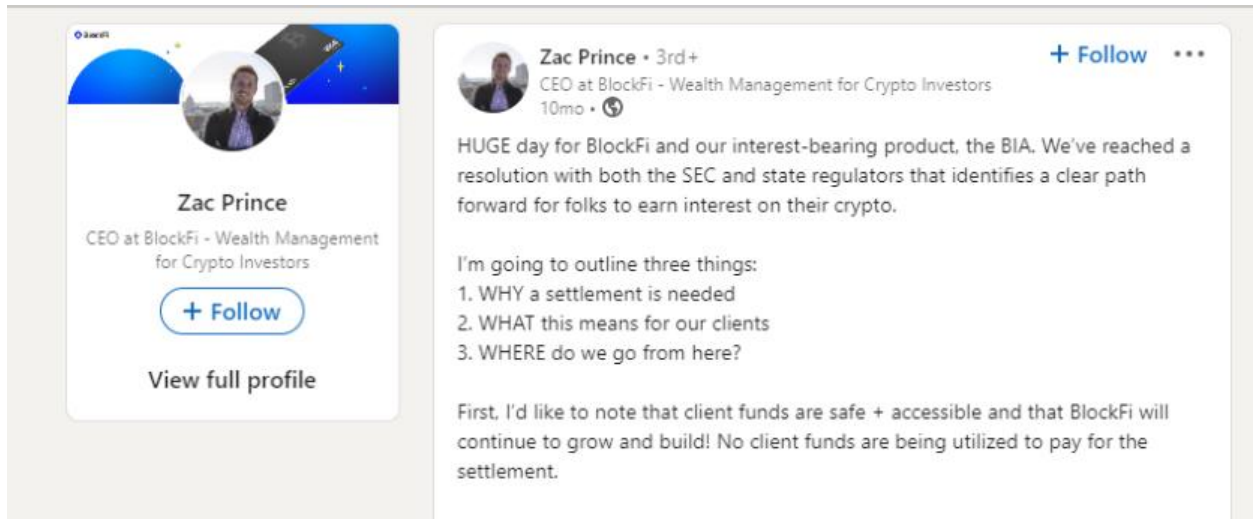 BlockFi
VISA
Zac Prince
CEO at BlockFi - Wealth Management
for Crypto Investors
+ Follow
View full profile
Zac Prince • 3rd+
+ Follow •••
CEO at BlockFi - Wealth Management for Crypto Investors
10mo •
HUGE day for BlockFi and our interest-bearing product, the BIA. We've reached a
resolution with both the SEC and state regulators that identifies a clear path
forward for folks to earn interest on their crypto.
I'm going to outline three things:
1. WHY a settlement is needed
2. WHAT this means for our clients
3. WHERE do we go from here?
First, I'd like to note that client funds are safe + accessible and that BlockFi will
continue to grow and build! No client funds are being utilized to pay for the
settlement.